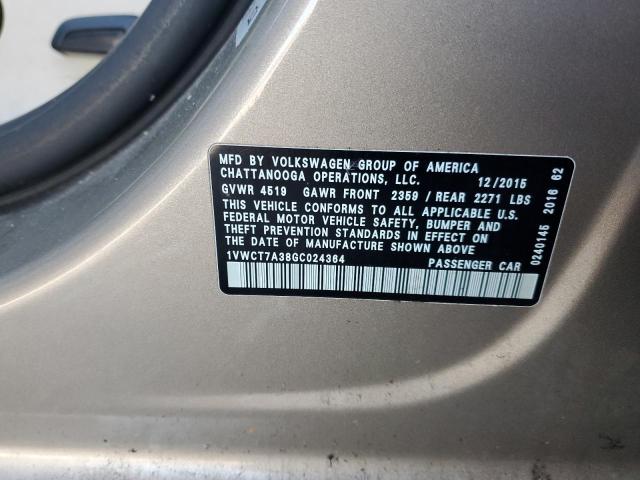 MFD BY VOLKSWAGEN GROUP OF AMERICA
CHATTANOOGA OPERATIONS, LLC. 12/2015
GVWR 4519 GAWR FRONT 2359 / REAR 2271 LBS
THIS VEHICLE CONFORMS TO ALL APPLICABLE U.S.
FEDERAL MOTOR VEHICLE SAFETY, BUMPER AND
THEFT PREVENTION STANDARDS IN EFFECT ON
THE DATE OF MANUFACTURE SHOWN ABOVE
1VWCT7A38GC024364 PASSENGER CAR
0240145 2016 62